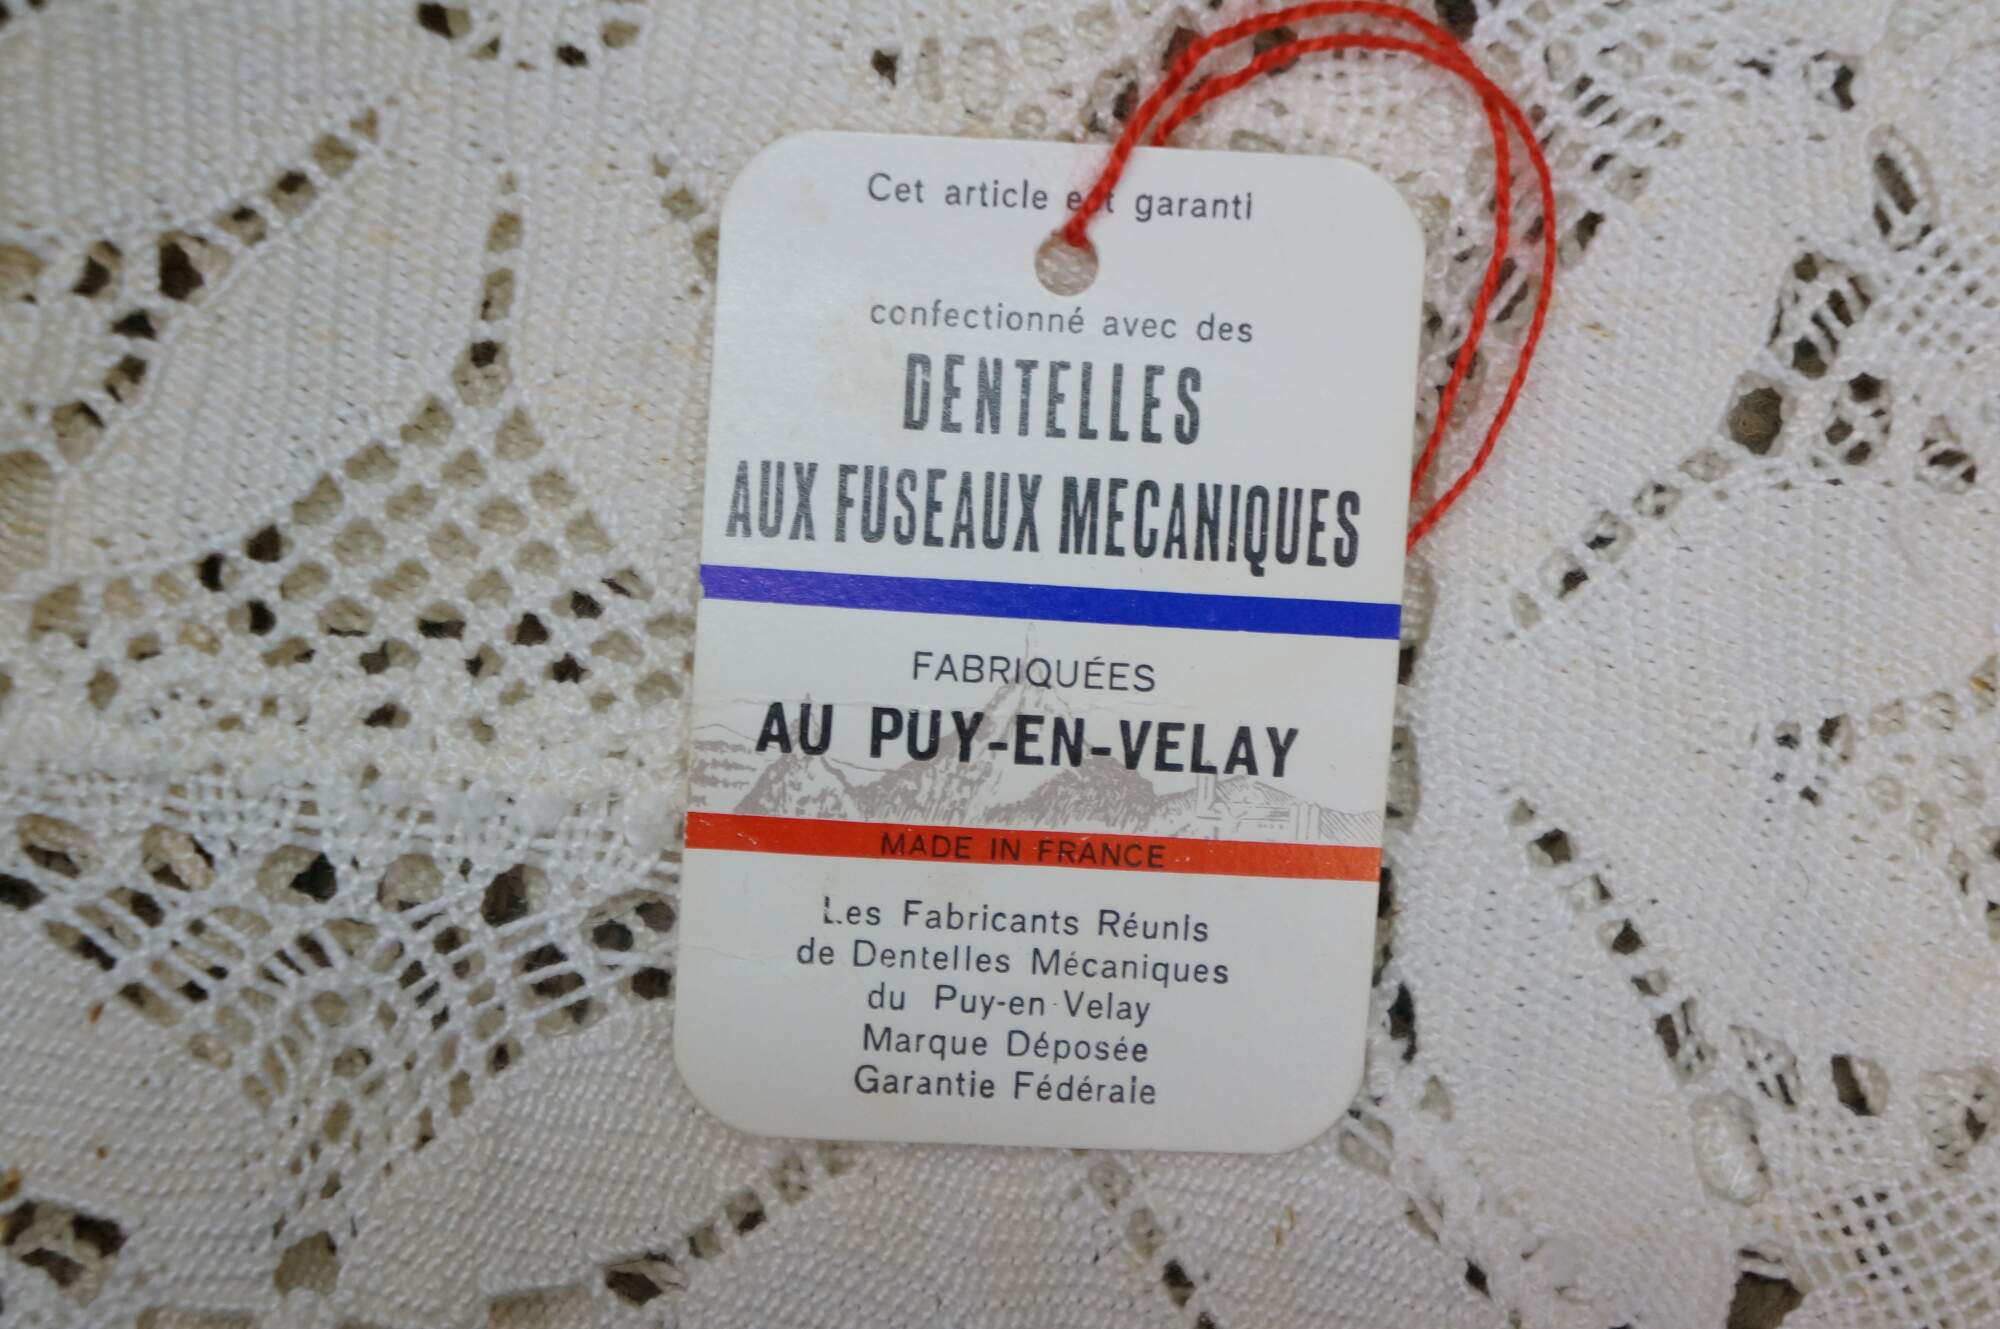 Cet article est garanti
confectionné avec des
DENTELLES
AUX FUSEAUX MECANIQUES
FABRIQUÉES
AU PUY-EN-VELAY
MADE IN FRANCE
Les Fabricants Réunis
de Dentelles Mécaniques
du Puy-en-Velay
Marque Déposée
Garantie Fédérale